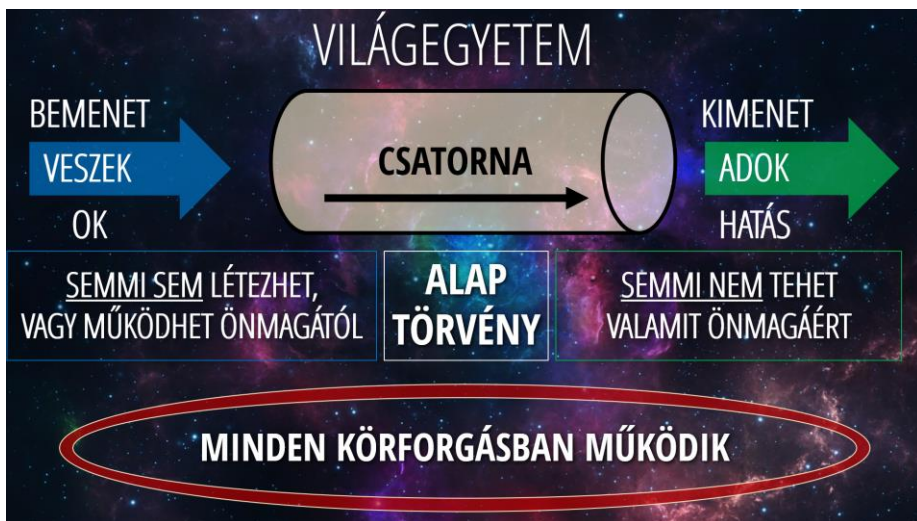 VILÁGEGYETEM
BEMENET
VESZEK
OK
CSATORNA
KIMENET
ADOK
HATÁS
SEMMI SEM LÉTEZHET,
VAGY MŰKÖDHET ÖNMAGÁTÓL
ALAP
TÖRVÉNY
SEMMI NEM TEHET
VALAMIT ÖNMAGÁÉRT
MINDEN KÖRFORGÁSBAN MŰKÖDIK